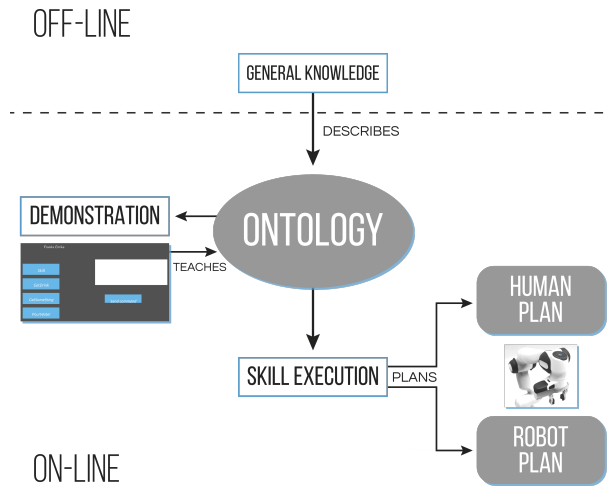 OFF-LINE
GENERAL KNOWLEDGE
DESCRIBES
DEMONSTRATION
ONTOLOGY
TEACHES
HUMAN
PLAN
SKILL EXECUTION
PLANS
ROBOT
PLAN
ON-LINE